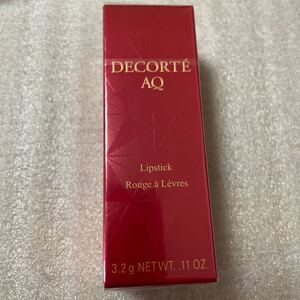 DECORTÉ
AQ
Lipstick
Rouge à Lèvres
3.2 g NET WT. .11 OZ.